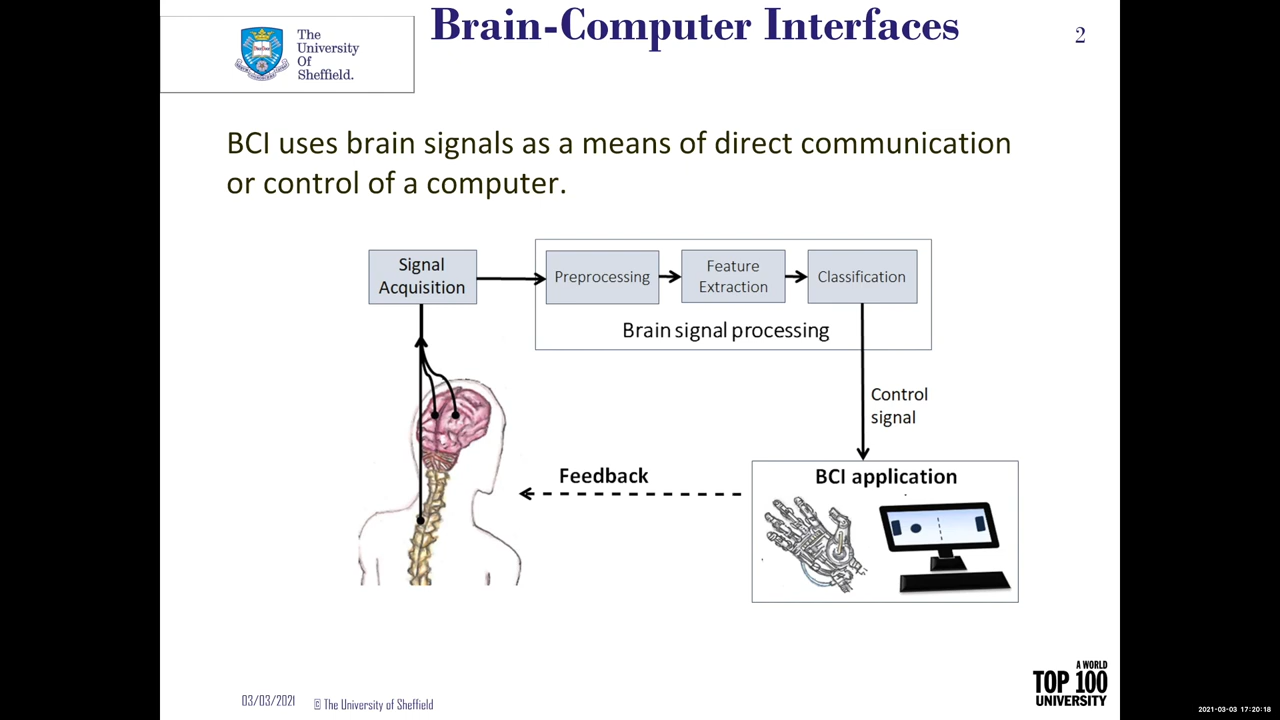 The
University
Of
Sheffield.
Brain-Computer Interfaces
2
BCI uses brain signals as a means of direct communication
or control of a computer.
Signal
Acquisition
Preprocessing
Feature
Extraction
Classification
Brain signal processing
Control
signal
Feedback
BCI application
03/03/2021
© The University of Sheffield
A WORLD
TOP 100
UNIVERSITY
2021-03-03 17:20:18